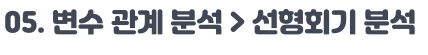 05. 변수 관계 분석 > 선형회기 분석